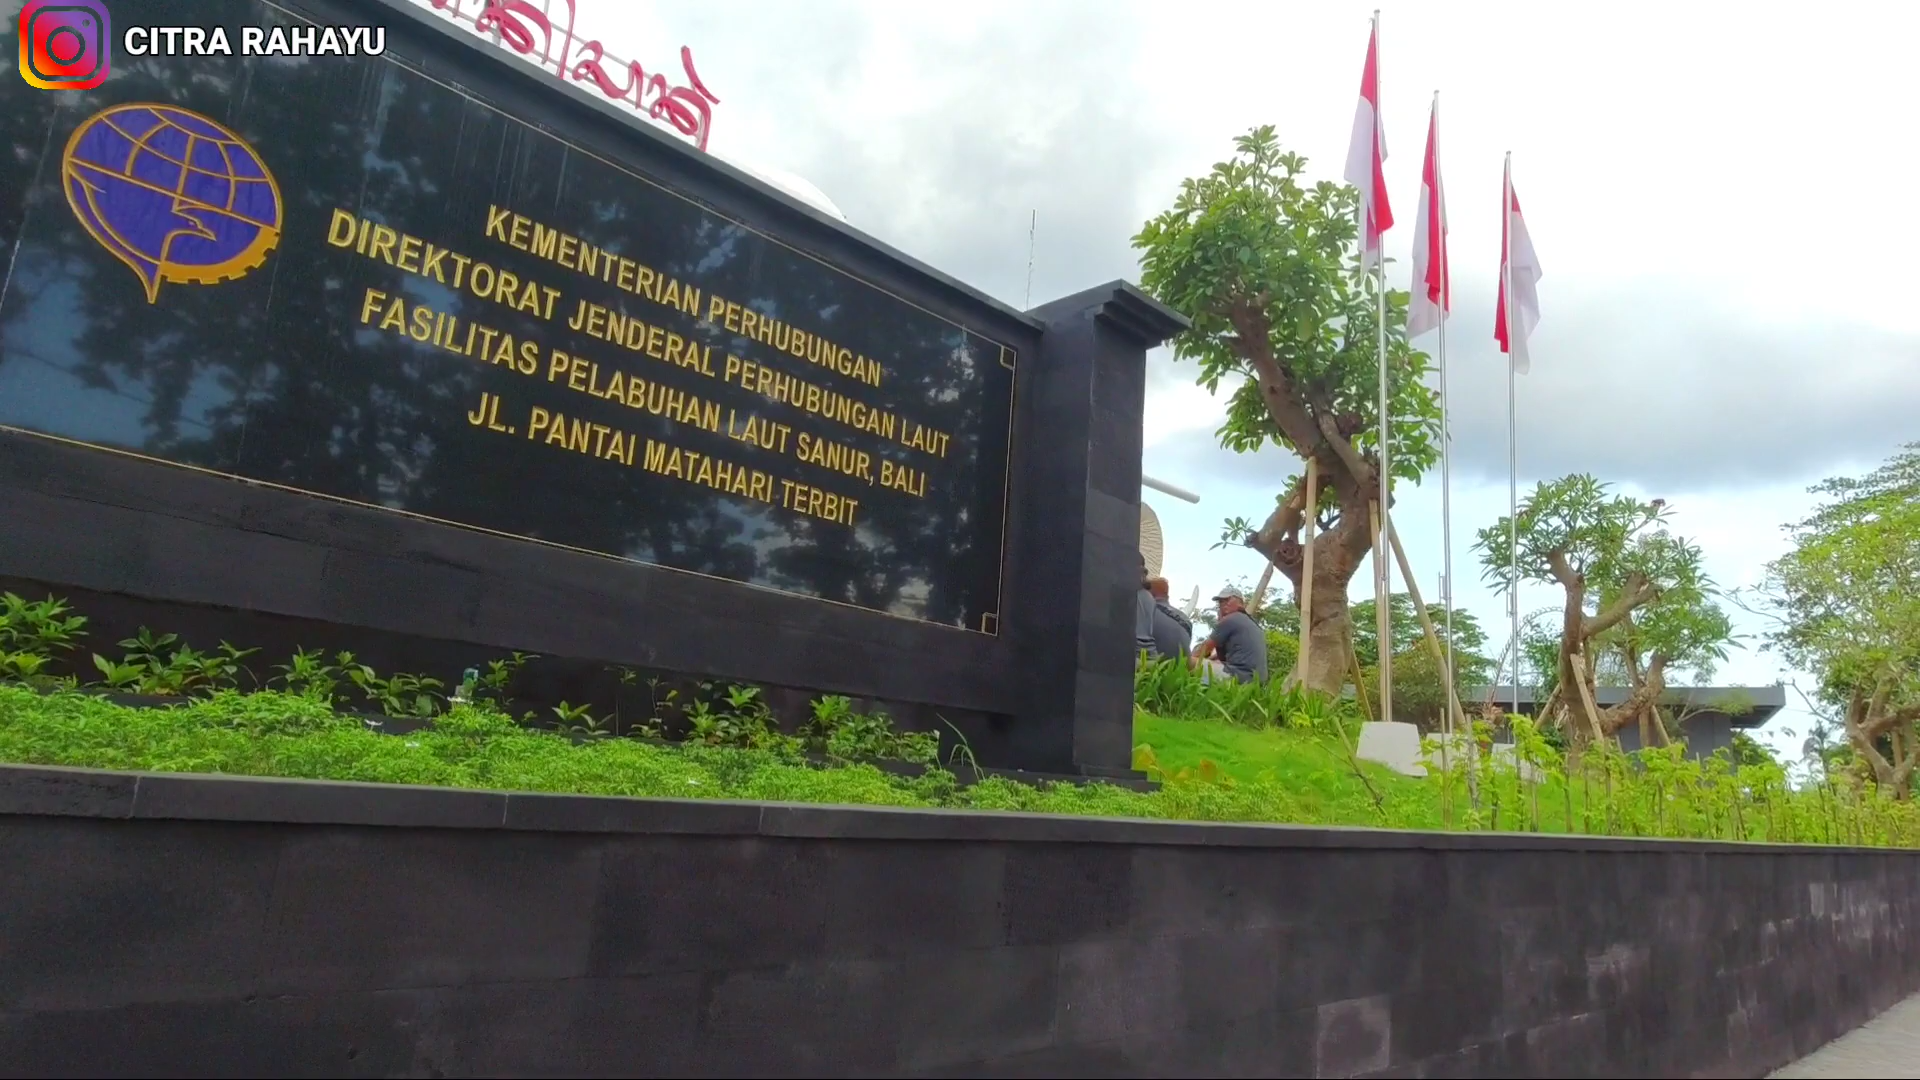 CITRA RAHAYU
KEMENTERIAN PERHUBUNGAN
DIREKTORAT JENDERAL PERHUBUNGAN LAUT
FASILITAS PELABUHAN LAUT SANUR, BALI
JL. PANTAI MATAHARI TERBIT